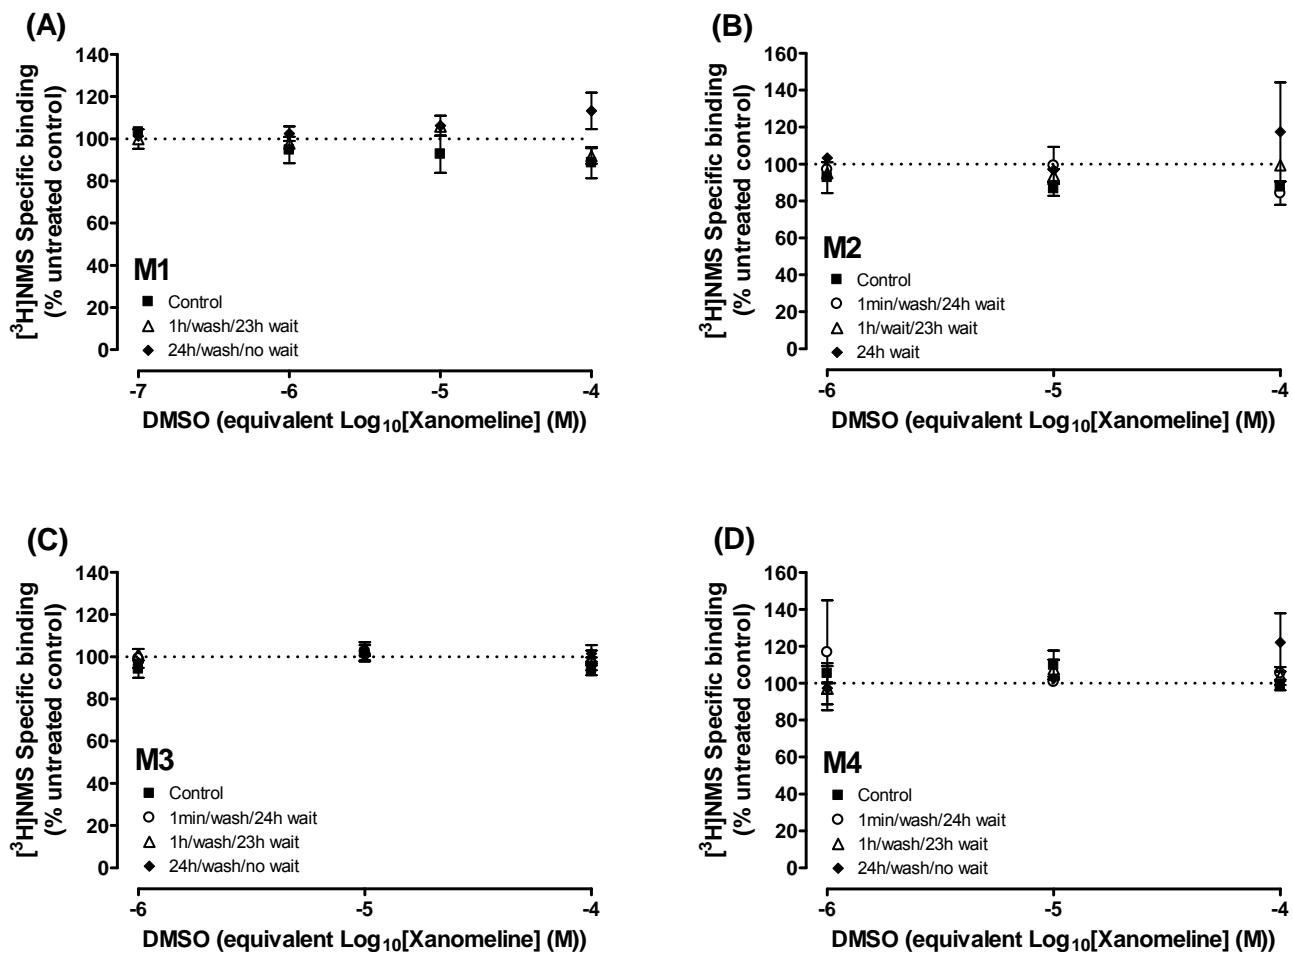 (A)
[³H]NMS Specific binding
(% untreated control)
140
120
100
80
60
40
20
0
M1
Control
1h/wash/23h wait
24h/wash/no wait
-7
-6
-5
-4
DMSO (equivalent Log₁₀[Xanomeline] (M))
(B)
[³H]NMS Specific binding
(% untreated control)
160
140
120
100
80
60
40
20
0
M2
Control
1min/wash/24h wait
1h/wait/23h wait
24h wait
-6
-5
-4
DMSO (equivalent Log₁₀[Xanomeline] (M))
(C)
[³H]NMS Specific binding
(% untreated control)
140
120
100
80
60
40
20
0
M3
Control
1min/wash/24h wait
1h/wash/23h wait
24h/wash/no wait
-6
-5
-4
DMSO (equivalent Log₁₀[Xanomeline] (M))
(D)
[³H]NMS Specific binding
(% untreated control)
160
140
120
100
80
60
40
20
0
M4
Control
1min/wash/24h wait
1h/wash/23h wait
24h/wash/no wait
-6
-5
-4
DMSO (equivalent Log₁₀[Xanomeline] (M))